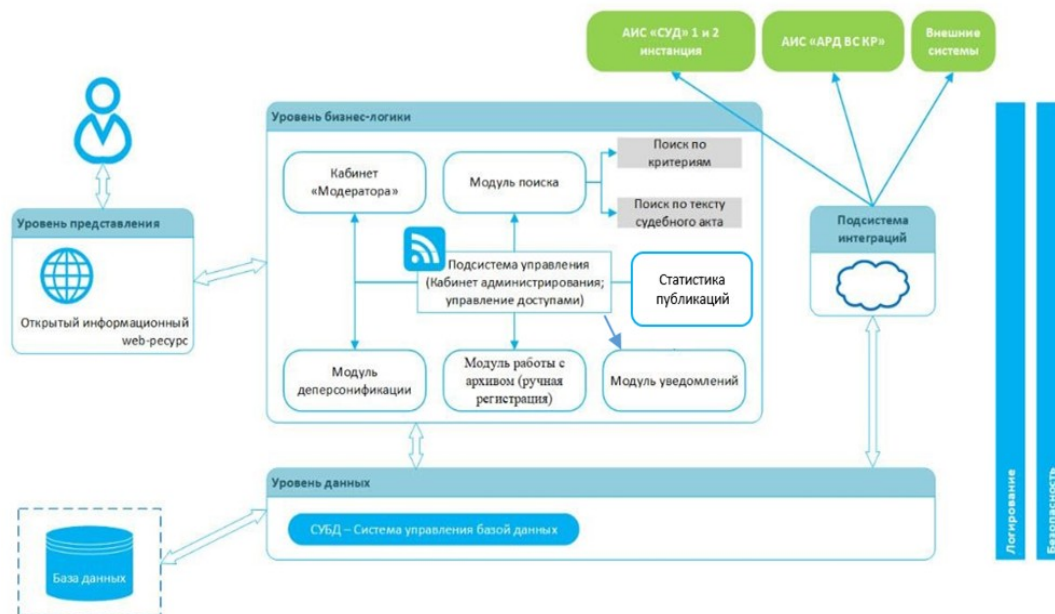 АИС «СУД» 1 и 2
инстанция
АИС «АРД ВС КР»
Внешние
системы
Уровень бизнес-логики
Кабинет
«Модератора»
Модуль поиска
Поиск по
критериям
Поиск по тексту
судебного акта
Уровень представления
Открытый информационный
web-ресурс
Подсистема управления
(Кабинет администрирования;
управление доступами)
Статистика
публикаций
Подсистема
интеграций
Модуль
деперсонификации
Модуль работы с
архивом (ручная
регистрация)
Модуль уведомлений
Уровень данных
СУБД – Система управления базой данных
База данных
Логирование
Безопасность